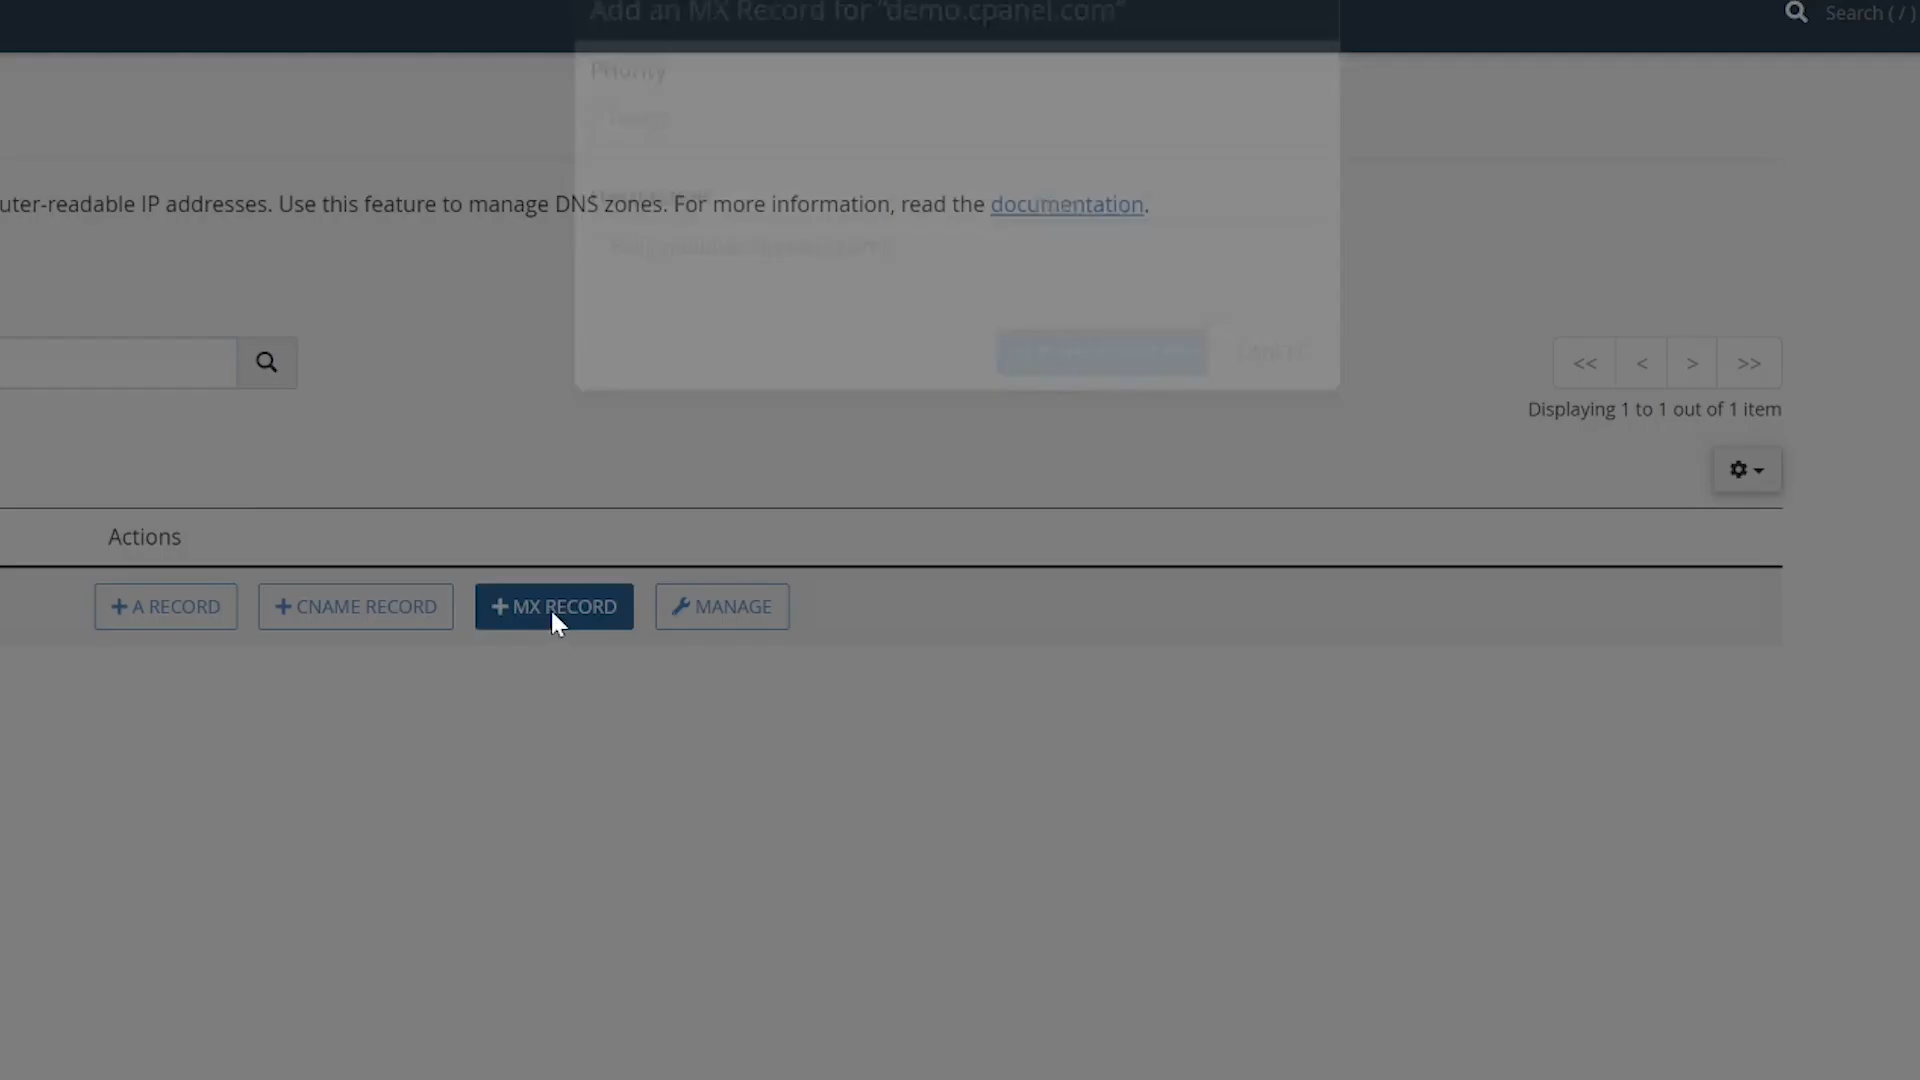 Add an MX Record for "demo.cpanel.com"
Search ( / )
Priority
uter-readable IP addresses. Use this feature to manage DNS zones. For more information, read the documentation.
<< < > >>
Displaying 1 to 1 out of 1 item
Actions
A RECORD CNAME RECORD MX RECORD MANAGE